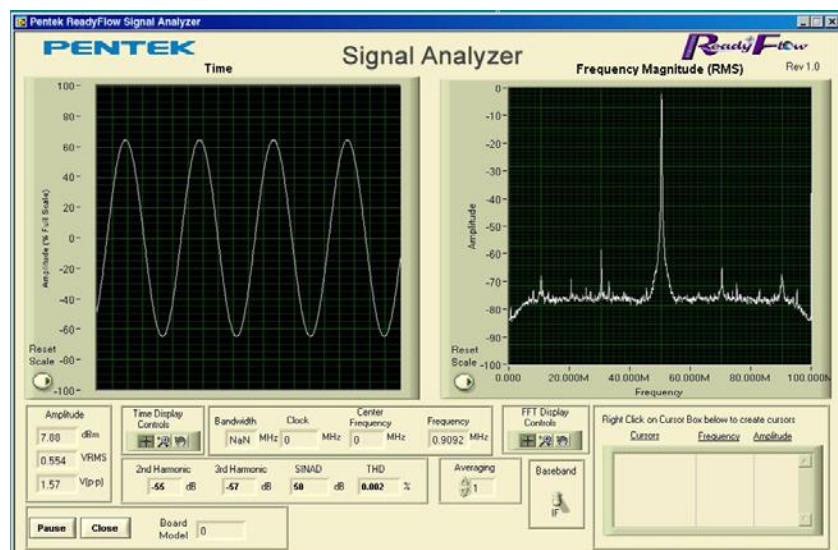 Pentek ReadyFlow Signal Analyzer
PENTEK
Signal Analyzer
ReadyFlow
Time
Frequency Magnitude (RMS)
Rev 1.0
100
80
60
40
20
0
-20
-40
-60
-80
-100
Amplitude (% Full Scale)
Reset
Scale
0
-10
-20
-30
-40
-50
-60
-70
-80
-90
-100
Amplitude
Reset
Scale
0.000
20.000M
40.000M
60.000M
80.000M
100.000M
Frequency
Amplitude
7.88 dBm
0.554 VRMS
1.57 V(p-p)
Time Display
Controls
Bandwidth
NaN MHz
Clock
0 MHz
Center
Frequency
0 MHz
Frequency
0.9092 MHz
FFT Display
Controls
Right Click on Cursor Box below to create cursors
Cursors Frequency Amplitude
2nd Harmonic
-55 dB
3rd Harmonic
-57 dB
SINAD
50 dB
THD
0.002 %
Averaging
1
Baseband
IF
Pause
Close
Board
Model
0